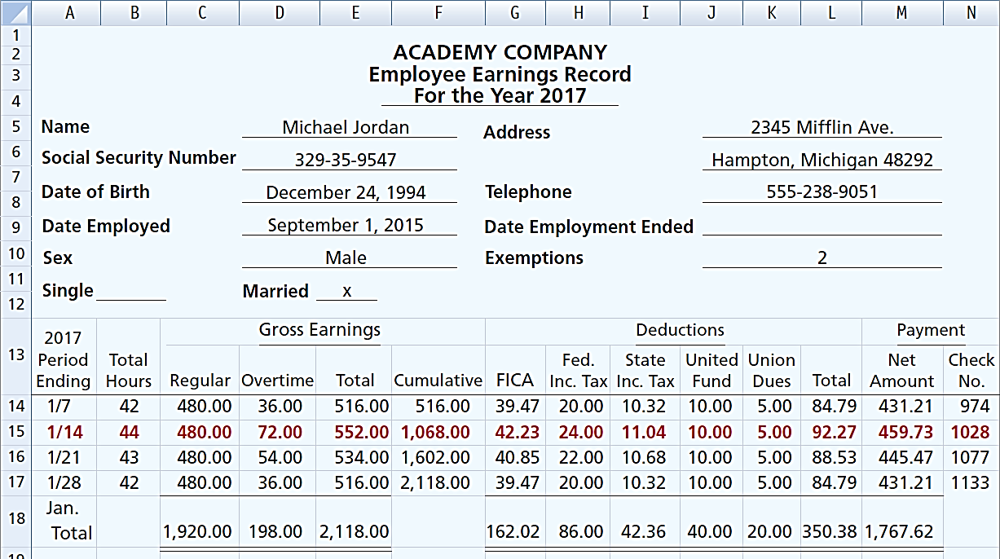 A B C D E F G H I J K L M N
1
2 ACADEMY COMPANY
3 Employee Earnings Record
4 For the Year 2017
5 Name Michael Jordan Address 2345 Mifflin Ave.
6 Social Security Number 329-35-9547 Hampton, Michigan 48292
7
8 Date of Birth December 24, 1994 Telephone 555-238-9051
9 Date Employed September 1, 2015 Date Employment Ended
10 Sex Male Exemptions 2
11 Single Married x
12
13
Gross Earnings Deductions Payment
2017
Period Total Fed. State United Union Net Check
Ending Hours Regular Overtime Total Cumulative FICA Inc. Tax Inc. Tax Fund Dues Total Amount No.
14 1/7 42 480.00 36.00 516.00 516.00 39.47 20.00 10.32 10.00 5.00 84.79 431.21 974
15 1/14 44 480.00 72.00 552.00 1,068.00 42.23 24.00 11.04 10.00 5.00 92.27 459.73 1028
16 1/21 43 480.00 54.00 534.00 1,602.00 40.85 22.00 10.68 10.00 5.00 88.53 445.47 1077
17 1/28 42 480.00 36.00 516.00 2,118.00 39.47 20.00 10.32 10.00 5.00 84.79 431.21 1133
Jan.
18 Total 1,920.00 198.00 2,118.00 162.02 86.00 42.36 40.00 20.00 350.38 1,767.62